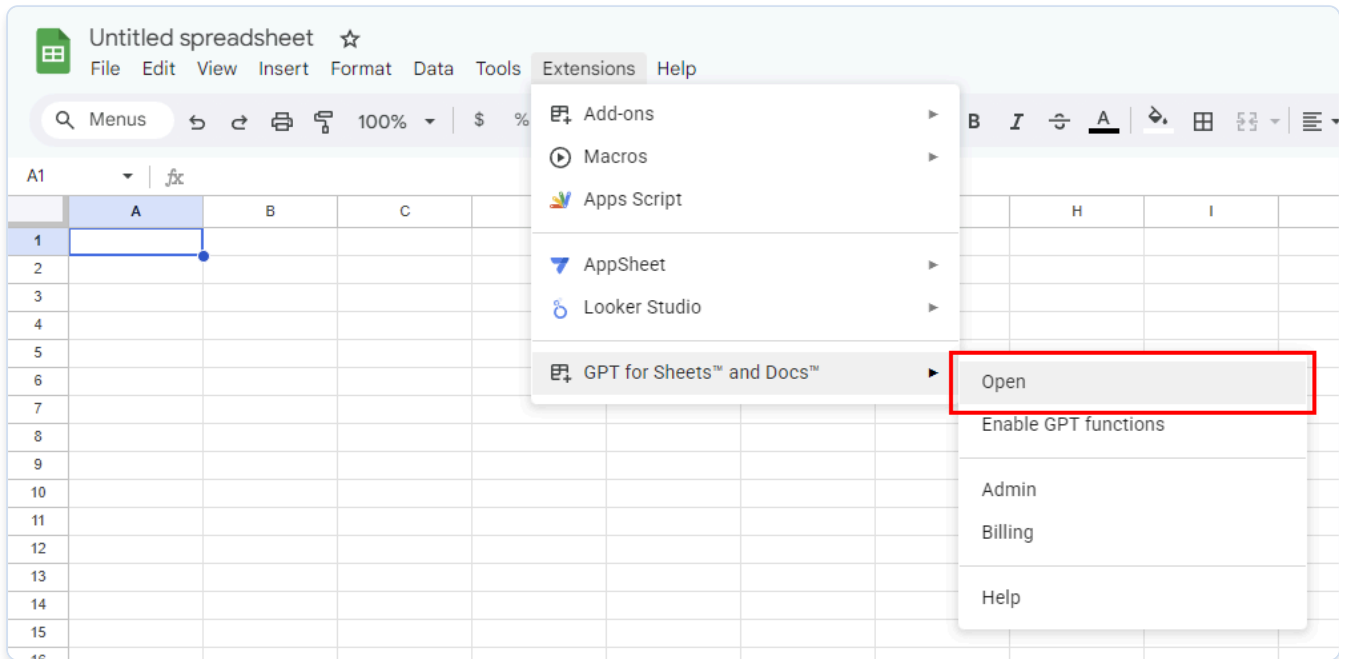 Untitled spreadsheet
File Edit View Insert Format Data Tools Extensions Help
Menus 100% $ % B I A
A1 fx
A B C H I
Add-ons
Macros
Apps Script
AppSheet
Looker Studio
GPT for Sheets™ and Docs™
Open
Enable GPT functions
Admin
Billing
Help
1
2
3
4
5
6
7
8
9
10
11
12
13
14
15
16